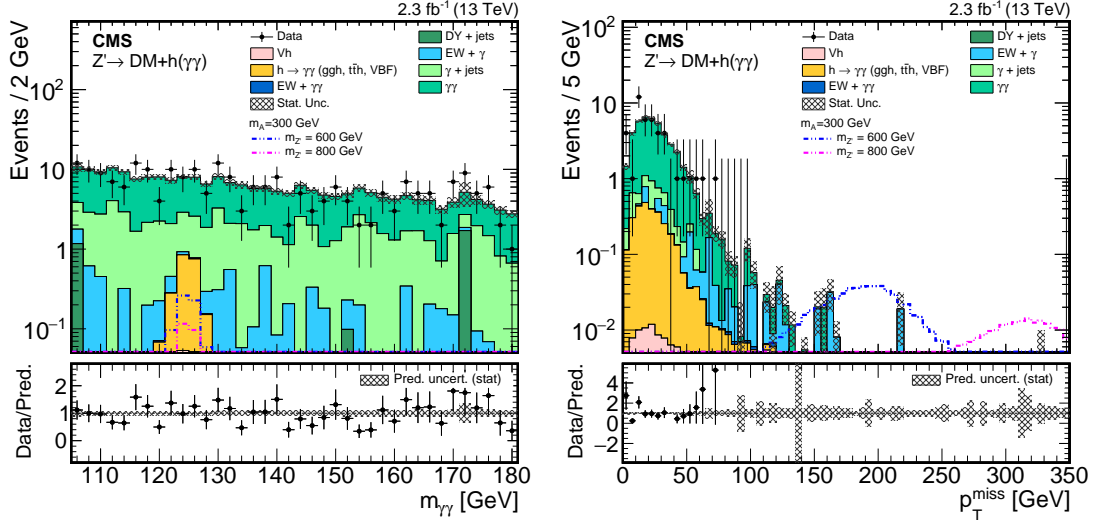 2.3 fb⁻¹ (13 TeV)
CMS
Z'→ DM+h(γγ)
Data
Vh
h → γγ (ggh, tt̄h, VBF)
EW + γγ
Stat. Unc.
DY + jets
EW + γ
γ + jets
γγ
m_A=300 GeV
m_Z' = 600 GeV
m_Z' = 800 GeV
Events / 2 GeV
10²
10
1
10⁻¹
Data/Pred.
2
1
0
Pred. uncert. (stat)
110 120 130 140 150 160 170 180
m_γγ [GeV]
2.3 fb⁻¹ (13 TeV)
CMS
Z'→ DM+h(γγ)
Data
Vh
h → γγ (ggh, tt̄h, VBF)
EW + γγ
Stat. Unc.
DY + jets
EW + γ
γ + jets
γγ
m_A=300 GeV
m_Z' = 600 GeV
m_Z' = 800 GeV
Events / 5 GeV
10²
10
1
10⁻¹
10⁻²
Data/Pred.
4
2
0
−2
Pred. uncert. (stat)
0 50 100 150 200 250 300 350
p_T^miss [GeV]